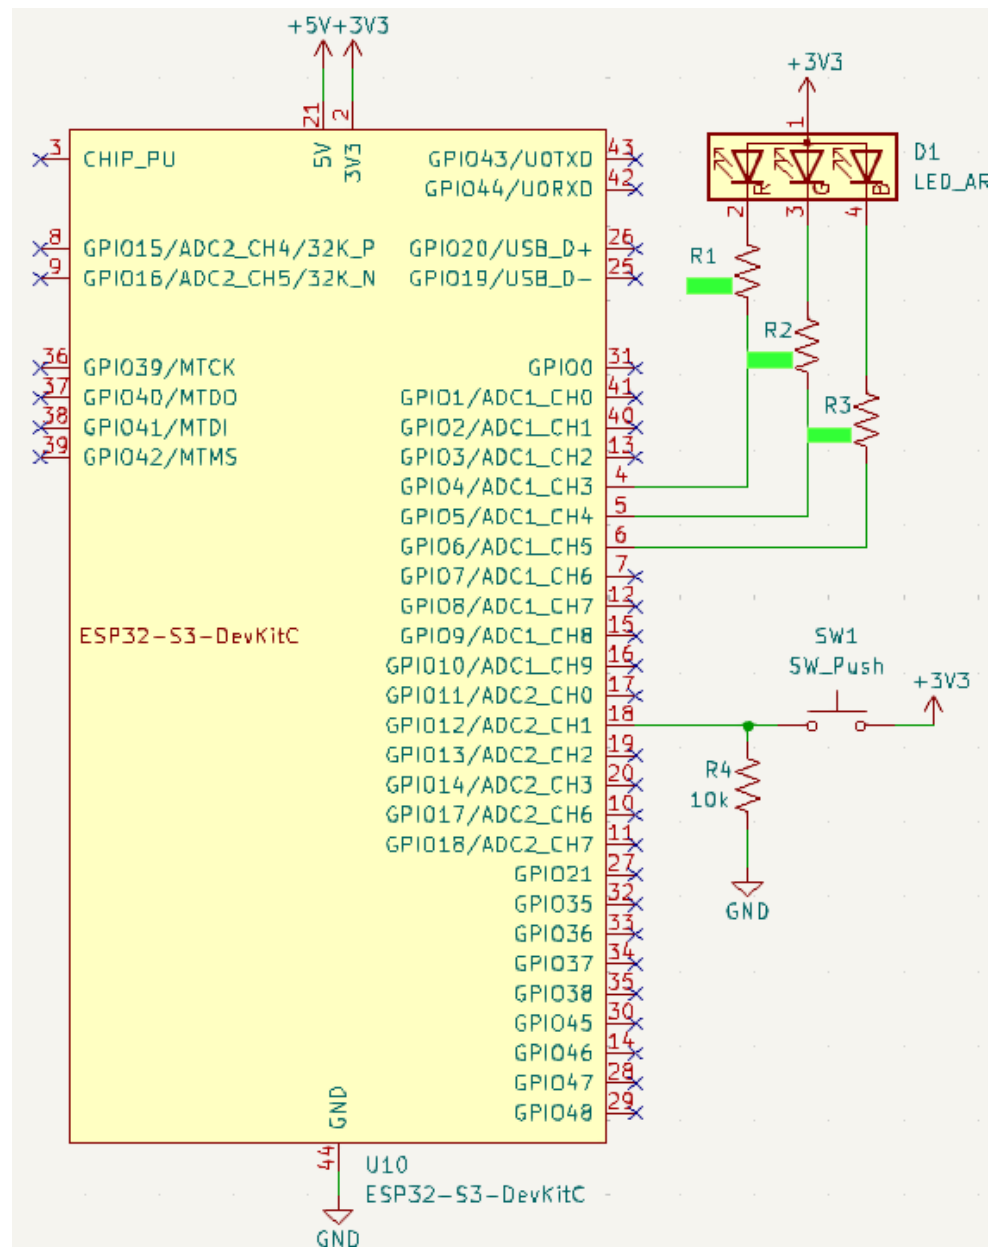 +5V +3V3
21 2
5V 3V3
3 CHIP_PU
GPIO43/U0TXD 43
GPIO44/U0RXD 42
8 GPIO15/ADC2_CH4/32K_P
GPIO20/USB_D+ 26
9 GPIO16/ADC2_CH5/32K_N
GPIO19/USB_D- 25
36 GPIO39/MTCK
GPIO0 31
37 GPIO40/MTDO
GPIO1/ADC1_CH0 41
38 GPIO41/MTDI
GPIO2/ADC1_CH1 40
39 GPIO42/MTMS
GPIO3/ADC1_CH2 13
GPIO4/ADC1_CH3 4
GPIO5/ADC1_CH4 5
GPIO6/ADC1_CH5 6
GPIO7/ADC1_CH6 7
GPIO8/ADC1_CH7 12
ESP32-S3-DevKitC
GPIO9/ADC1_CH8 15
GPIO10/ADC1_CH9 16
GPIO11/ADC2_CH0 17
GPIO12/ADC2_CH1 18
GPIO13/ADC2_CH2 19
GPIO14/ADC2_CH3 20
GPIO17/ADC2_CH6 10
GPIO18/ADC2_CH7 11
GPIO21 27
GPIO35 32
GPIO36 33
GPIO37 34
GPIO38 35
GPIO45 30
GPIO46 14
GPIO47 28
GPIO48 29
GND
44
U10
ESP32-S3-DevKitC
GND
+3V3
1
D1
LED_AR
R G B
2 3 4
R1
R2
R3
SW1
SW_Push
+3V3
R4
10k
GND